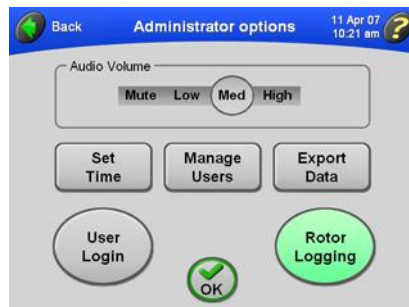 Back
Administrator options
11 Apr 07
10:21 am
?
Audio Volume
Mute Low Med High
Set
Time
Manage
Users
Export
Data
User
Login
Rotor
Logging
OK